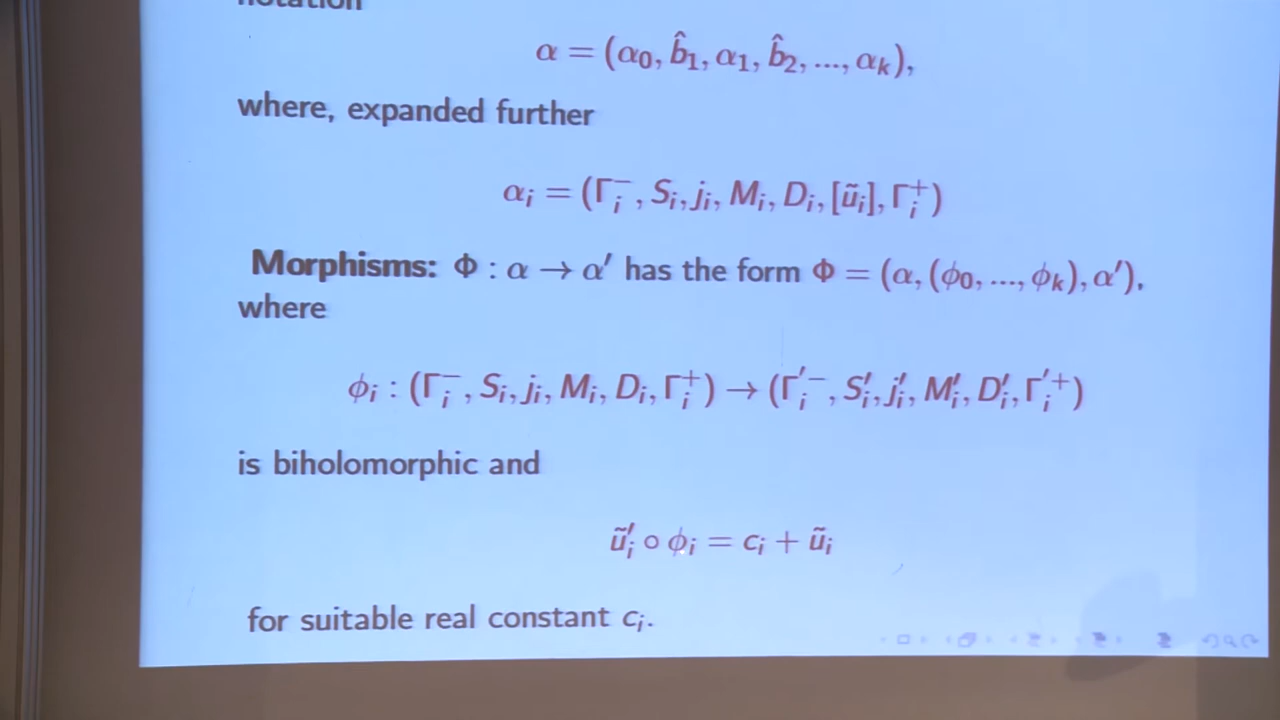 notation
α = (α₀, b̂₁, α₁, b̂₂, ..., αₖ),
where, expanded further
αᵢ = (Γᵢ⁻, Sᵢ, jᵢ, Mᵢ, Dᵢ, [ũᵢ], Γᵢ⁺)
Morphisms: Φ : α → α′ has the form Φ = (α, (ϕ₀, ..., ϕₖ), α′),
where
ϕᵢ : (Γᵢ⁻, Sᵢ, jᵢ, Mᵢ, Dᵢ, Γᵢ⁺) → (Γ′ᵢ⁻, S′ᵢ, j′ᵢ, M′ᵢ, D′ᵢ, Γ′ᵢ⁺)
is biholomorphic and
ũ′ᵢ ∘ ϕᵢ = cᵢ + ũᵢ
for suitable real constant cᵢ.